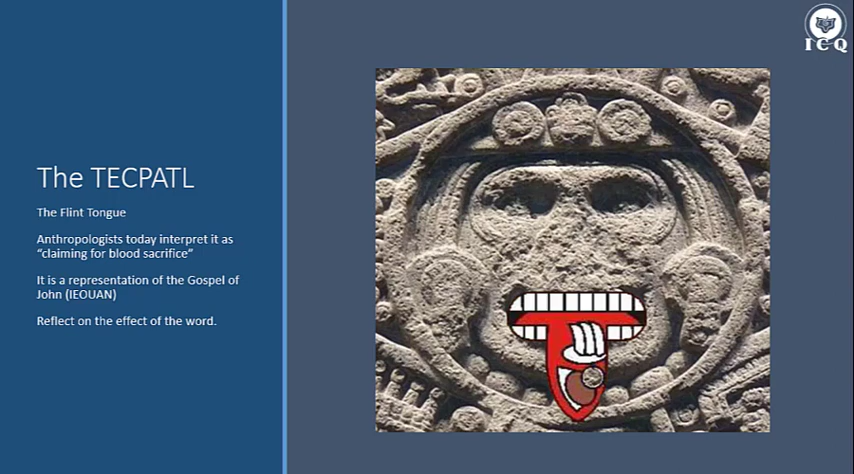 ICQ
The TECPATL
The Flint Tongue
Anthropologists today interpret it as
“claiming for blood sacrifice”
It is a representation of the Gospel of
John (IEOUAN)
Reflect on the effect of the word.